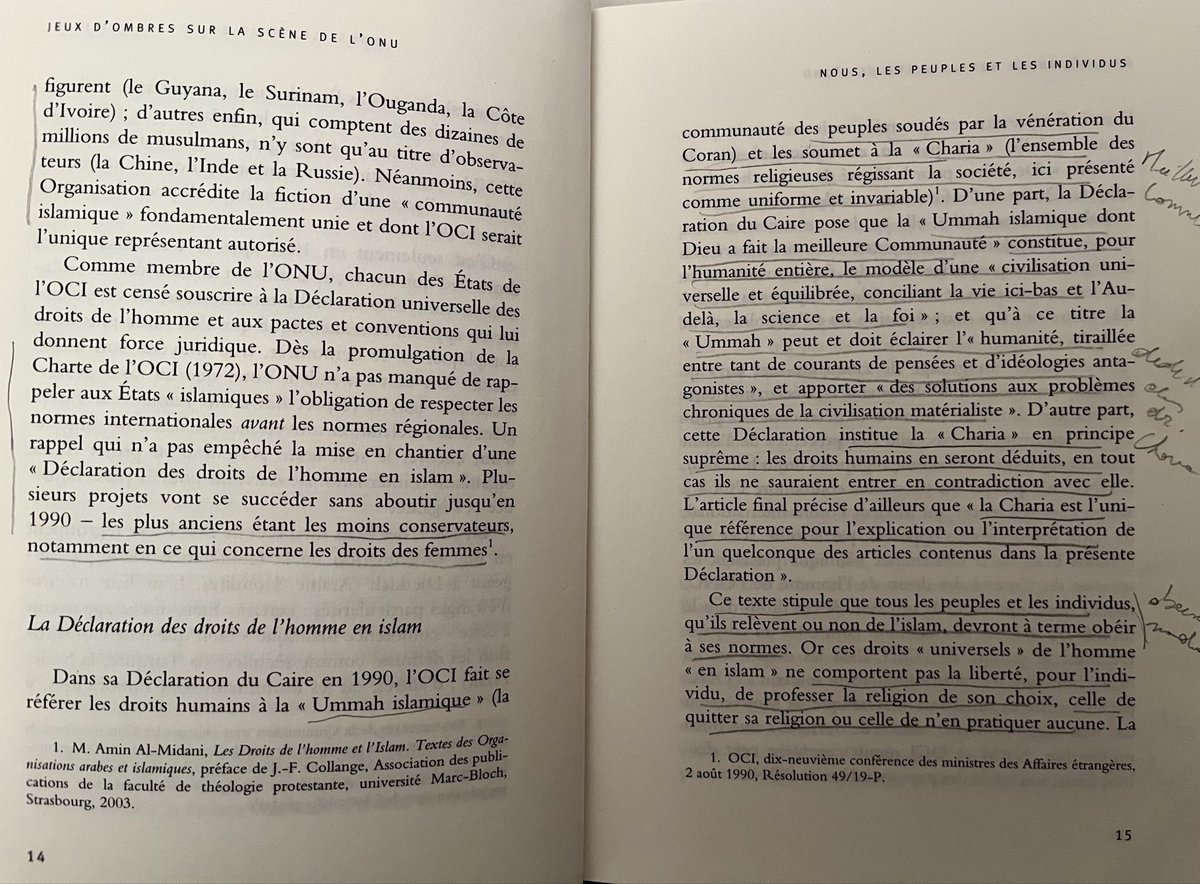 JEUX D'OMBRES SUR LA SCÈNE DE L'ONU
figurent (le Guyana, le Surinam, l'Ouganda, la Côte
d'Ivoire) ; d'autres enfin, qui comptent des dizaines de
millions de musulmans, n'y sont qu'au titre d'observa-
teurs (la Chine, l'Inde et la Russie). Néanmoins, cette
Organisation accrédite la fiction d'une « communauté
islamique » fondamentalement unie et dont l'OCI serait
l'unique représentant autorisé.
Comme membre de l'ONU, chacun des États de
l'OCI est censé souscrire à la Déclaration universelle des
droits de l'homme et aux pactes et conventions qui lui
donnent force juridique. Dès la promulgation de la
Charte de l'OCI (1972), l'ONU n'a pas manqué de rap-
peler aux États « islamiques » l'obligation de respecter les
normes internationales avant les normes régionales. Un
rappel qui n'a pas empêché la mise en chantier d'une
« Déclaration des droits de l'homme en islam ». Plu-
sieurs projets vont se succéder sans aboutir jusqu'en
1990 – les plus anciens étant les moins conservateurs,
notamment en ce qui concerne les droits des femmes¹.
La Déclaration des droits de l'homme en islam
Dans sa Déclaration du Caire en 1990, l'OCI fait se
référer les droits humains à la « Ummah islamique » (la
1. M. Amin Al-Midani, Les Droits de l'homme et l'Islam. Textes des Orga-
nisations arabes et islamiques, préface de J.-F. Collange, Association des publi-
cations de la faculté de théologie protestante, université Marc-Bloch,
Strasbourg, 2003.
14
NOUS, LES PEUPLES ET LES INDIVIDUS
communauté des peuples soudés par la vénération du
Coran) et les soumet à la « Charia » (l'ensemble des
normes religieuses régissant la société, ici présenté
comme uniforme et invariable)¹. D'une part, la Décla-
ration du Caire pose que la « Ummah islamique dont
Dieu a fait la meilleure Communauté » constitue, pour
l'humanité entière, le modèle d'une « civilisation uni-
verselle et équilibrée, conciliant la vie ici-bas et l'Au-
delà, la science et la foi » ; et qu'à ce titre la
« Ummah » peut et doit éclairer l'« humanité, tiraillée
entre tant de courants de pensées et d'idéologies anta-
gonistes », et apporter « des solutions aux problèmes
chroniques de la civilisation matérialiste ». D'autre part,
cette Déclaration institue la « Charia » en principe
suprême : les droits humains en seront déduits, en tout
cas ils ne sauraient entrer en contradiction avec elle.
L'article final précise d'ailleurs que « la Charia est l'uni-
que référence pour l'explication ou l'interprétation de
l'un quelconque des articles contenus dans la présente
Déclaration ».
Ce texte stipule que tous les peuples et les individus,
qu'ils relèvent ou non de l'islam, devront à terme obéir
à ses normes. Or ces droits « universels » de l'homme
« en islam » ne comportent pas la liberté, pour l'indi-
vidu, de professer la religion de son choix, celle de
quitter sa religion ou celle de n'en pratiquer aucune. La
1. OCI, dix-neuvième conférence des ministres des Affaires étrangères,
2 août 1990, Résolution 49/19-P.
15